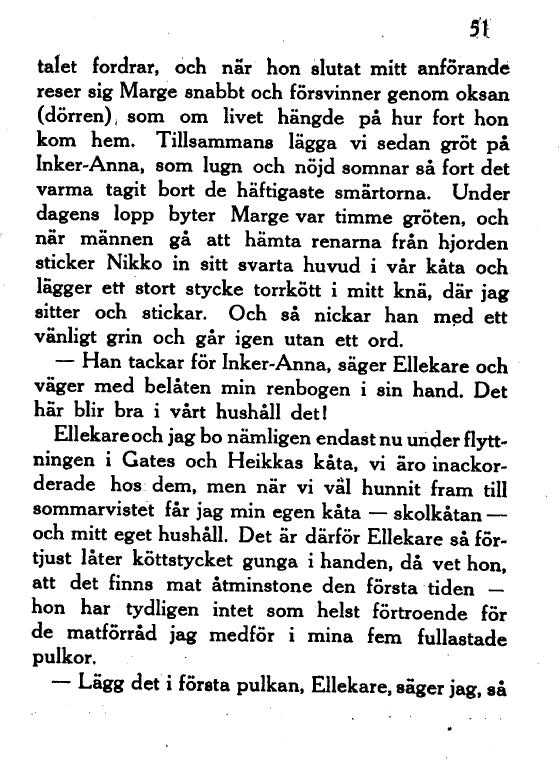 51
talet fordrar, och när hon slutat mitt anförande
reser sig Marge snabbt och försvinner genom oksan
(dörren), som om livet hängde på hur fort hon
kom hem. Tillsammans lägga vi sedan gröt på
Inker-Anna, som lugn och nöjd somnar så fort det
varma tagit bort de häftigaste smärtorna. Under
dagens lopp byter Marge var timme gröten, och
när männen gå att hämta renarna från hjorden
sticker Nikko in sitt svarta huvud i vår kåta och
lägger ett stort stycke torrkött i mitt knä, där jag
sitter och stickar. Och så nickar han med ett
vänligt grin och går igen utan ett ord.
— Han tackar för Inker-Anna, säger Ellekare och
väger med belåten min renbogen i sin hand. Det
här blir bra i vårt hushåll det!
Ellekare och jag bo nämligen endast nu under flytt-
ningen i Gates och Heikkas kåta, vi äro inackor-
derade hos dem, men när vi väl hunnit fram till
sommarvistet får jag min egen kåta — skolkåtan —
och mitt eget hushåll. Det är därför Ellekare så för-
tjust låter köttstycket gunga i handen, då vet hon,
att det finns mat åtminstone den första tiden —
hon har tydligen intet som helst förtroende för
de matförråd jag medför i mina fem fullastade
pulkor.
— Lägg det i första pulkan, Ellekare, säger jag, så